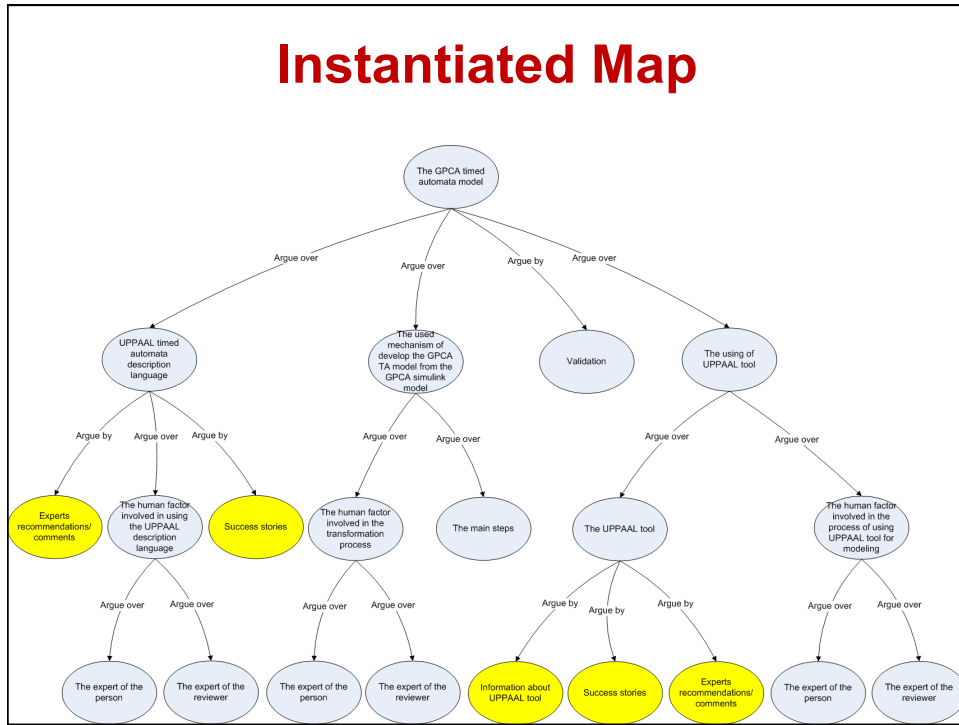 Instantiated Map
The GPCA timed
automata model
Argue over
Argue over
Argue by
Argue over
UPPAAL timed
automata
description
language
The used
mechanism of
develop the GPCA
TA model from the
GPCA simulink
model
Validation
The using of
UPPAAL tool
Argue by
Argue over
Argue by
Argue over
Argue over
Argue over
Argue over
Experts
recommendations/
comments
The human factor
involved in using
the UPPAAL
description
language
Success stories
The human factor
involved in the
transformation
process
The main steps
The UPPAAL tool
The human factor
involved in the
process of using
UPPAAL tool for
modeling
Argue over
Argue over
Argue over
Argue over
Argue by
Argue by
Argue by
Argue over
Argue over
The expert of the
person
The expert of the
reviewer
The expert of the
person
The expert of the
reviewer
Information about
UPPAAL tool
Success stories
Experts
recommendations/
comments
The expert of the
person
The expert of the
reviewer